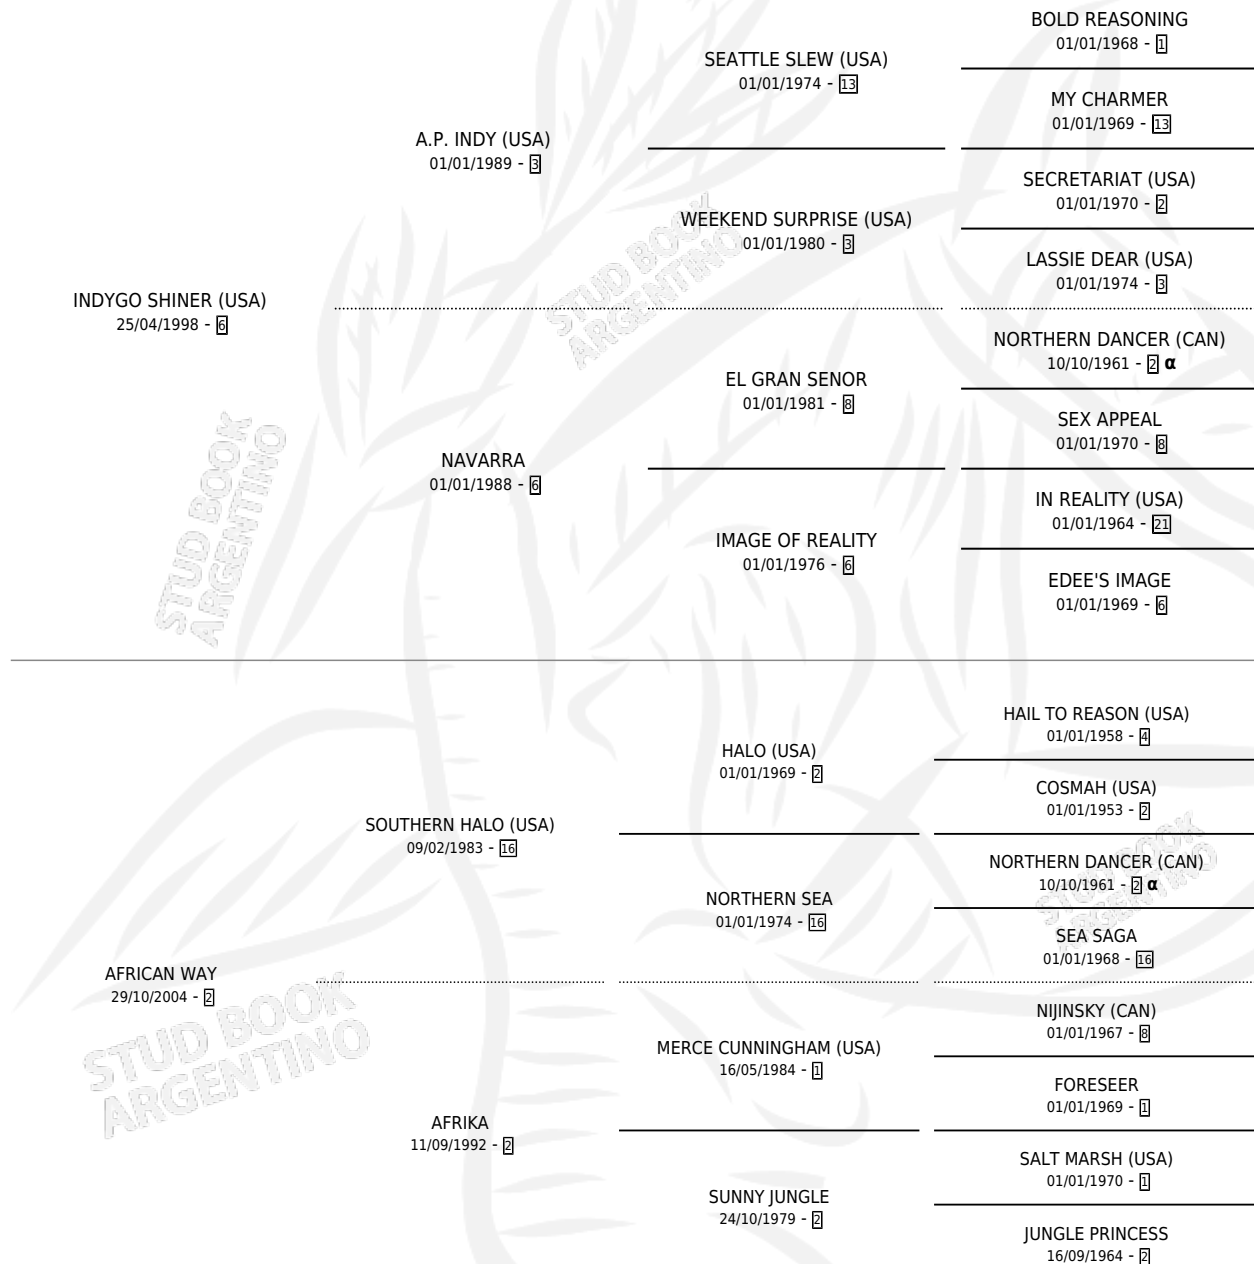 BOLD REASONING
01/01/1968 - 1
SEATTLE SLEW (USA)
01/01/1974 - 13
MY CHARMER
01/01/1969 - 13
A.P. INDY (USA)
01/01/1989 - 3
SECRETARIAT (USA)
01/01/1970 - 2
WEEKEND SURPRISE (USA)
01/01/1980 - 3
LASSIE DEAR (USA)
01/01/1974 - 3
INDYGO SHINER (USA)
25/04/1998 - 6
NORTHERN DANCER (CAN)
10/10/1961 - 2 α
EL GRAN SENOR
01/01/1981 - 8
SEX APPEAL
01/01/1970 - 8
NAVARRA
01/01/1988 - 6
IN REALITY (USA)
01/01/1964 - 21
IMAGE OF REALITY
01/01/1976 - 6
EDEE'S IMAGE
01/01/1969 - 6
HAIL TO REASON (USA)
01/01/1958 - 4
HALO (USA)
01/01/1969 - 2
COSMAH (USA)
01/01/1953 - 2
SOUTHERN HALO (USA)
09/02/1983 - 16
NORTHERN DANCER (CAN)
10/10/1961 - 2 α
NORTHERN SEA
01/01/1974 - 16
SEA SAGA
01/01/1968 - 16
AFRICAN WAY
29/10/2004 - 2
NIJINSKY (CAN)
01/01/1967 - 8
MERCE CUNNINGHAM (USA)
16/05/1984 - 1
FORESEER
01/01/1969 - 1
AFRIKA
11/09/1992 - 2
SALT MARSH (USA)
01/01/1970 - 1
SUNNY JUNGLE
24/10/1979 - 2
JUNGLE PRINCESS
16/09/1964 - 2
STUD BOOK
ARGENTINO
STUD BOOK
ARGENTINO
STUD BOOK
ARGENTINO
STUD BOOK
ARGENTINO